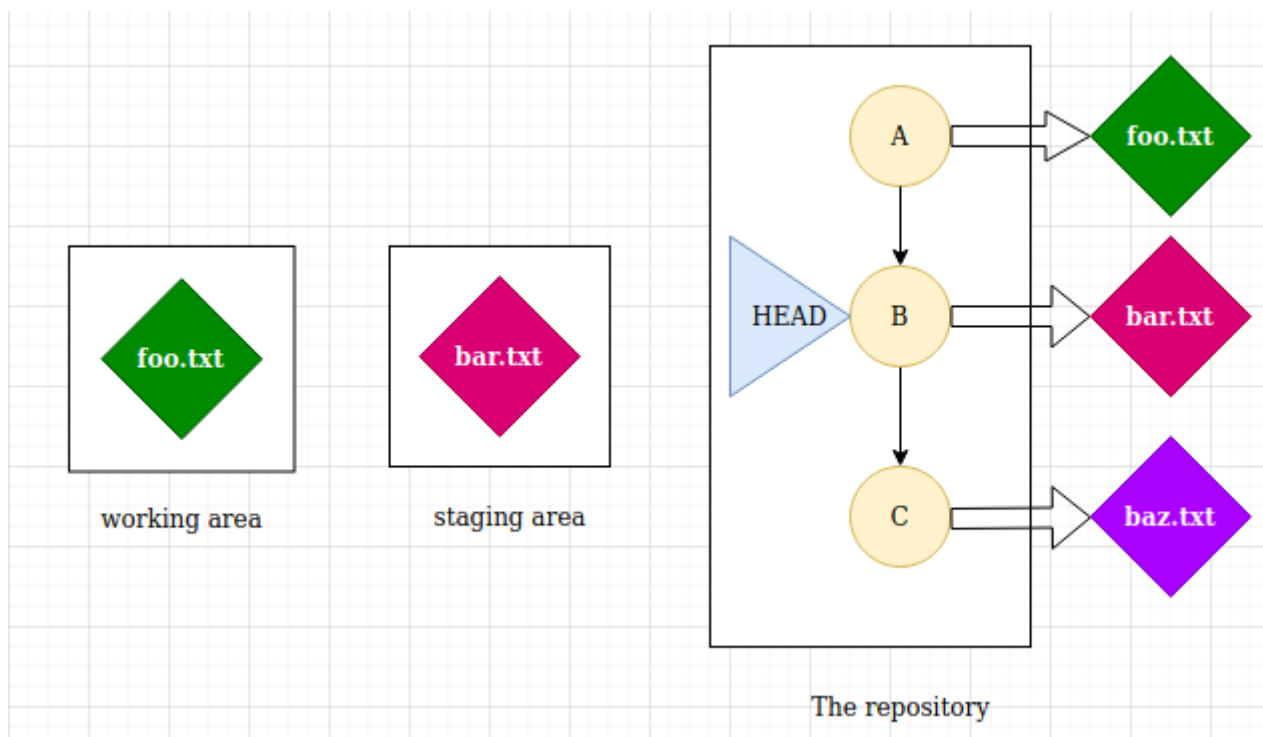 A
foo.txt
HEAD
B
bar.txt
foo.txt
bar.txt
working area
staging area
C
baz.txt
The repository